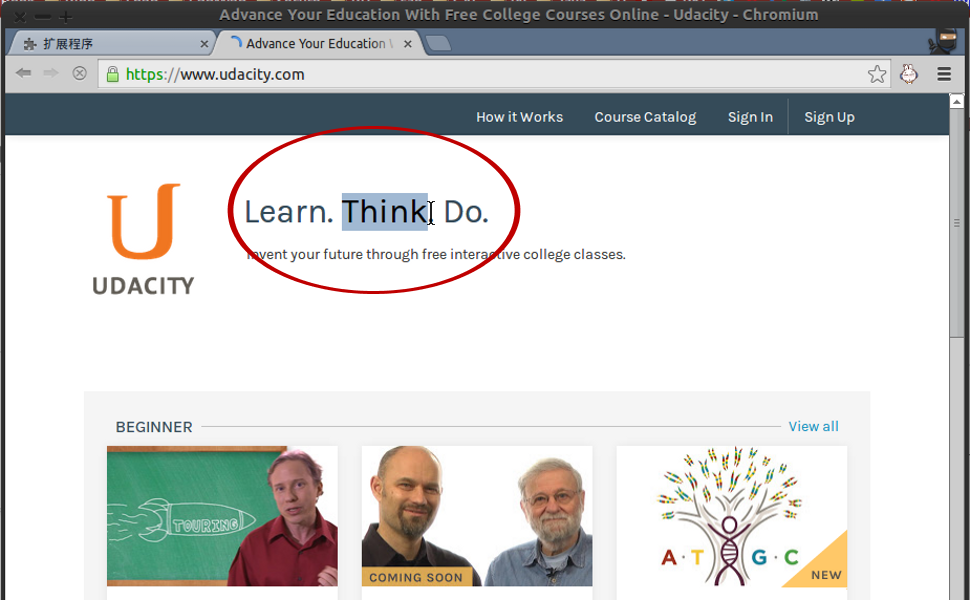 Advance Your Education With Free College Courses Online - Udacity - Chromium
扩展程序
Advance Your Education
https://www.udacity.com
How it Works
Course Catalog
Sign In
Sign Up
Learn. Think. Do.
Invent your future through free interactive college classes.
UDACITY
BEGINNER
View all
TOURING
COMING SOON
A · T G · C
NEW